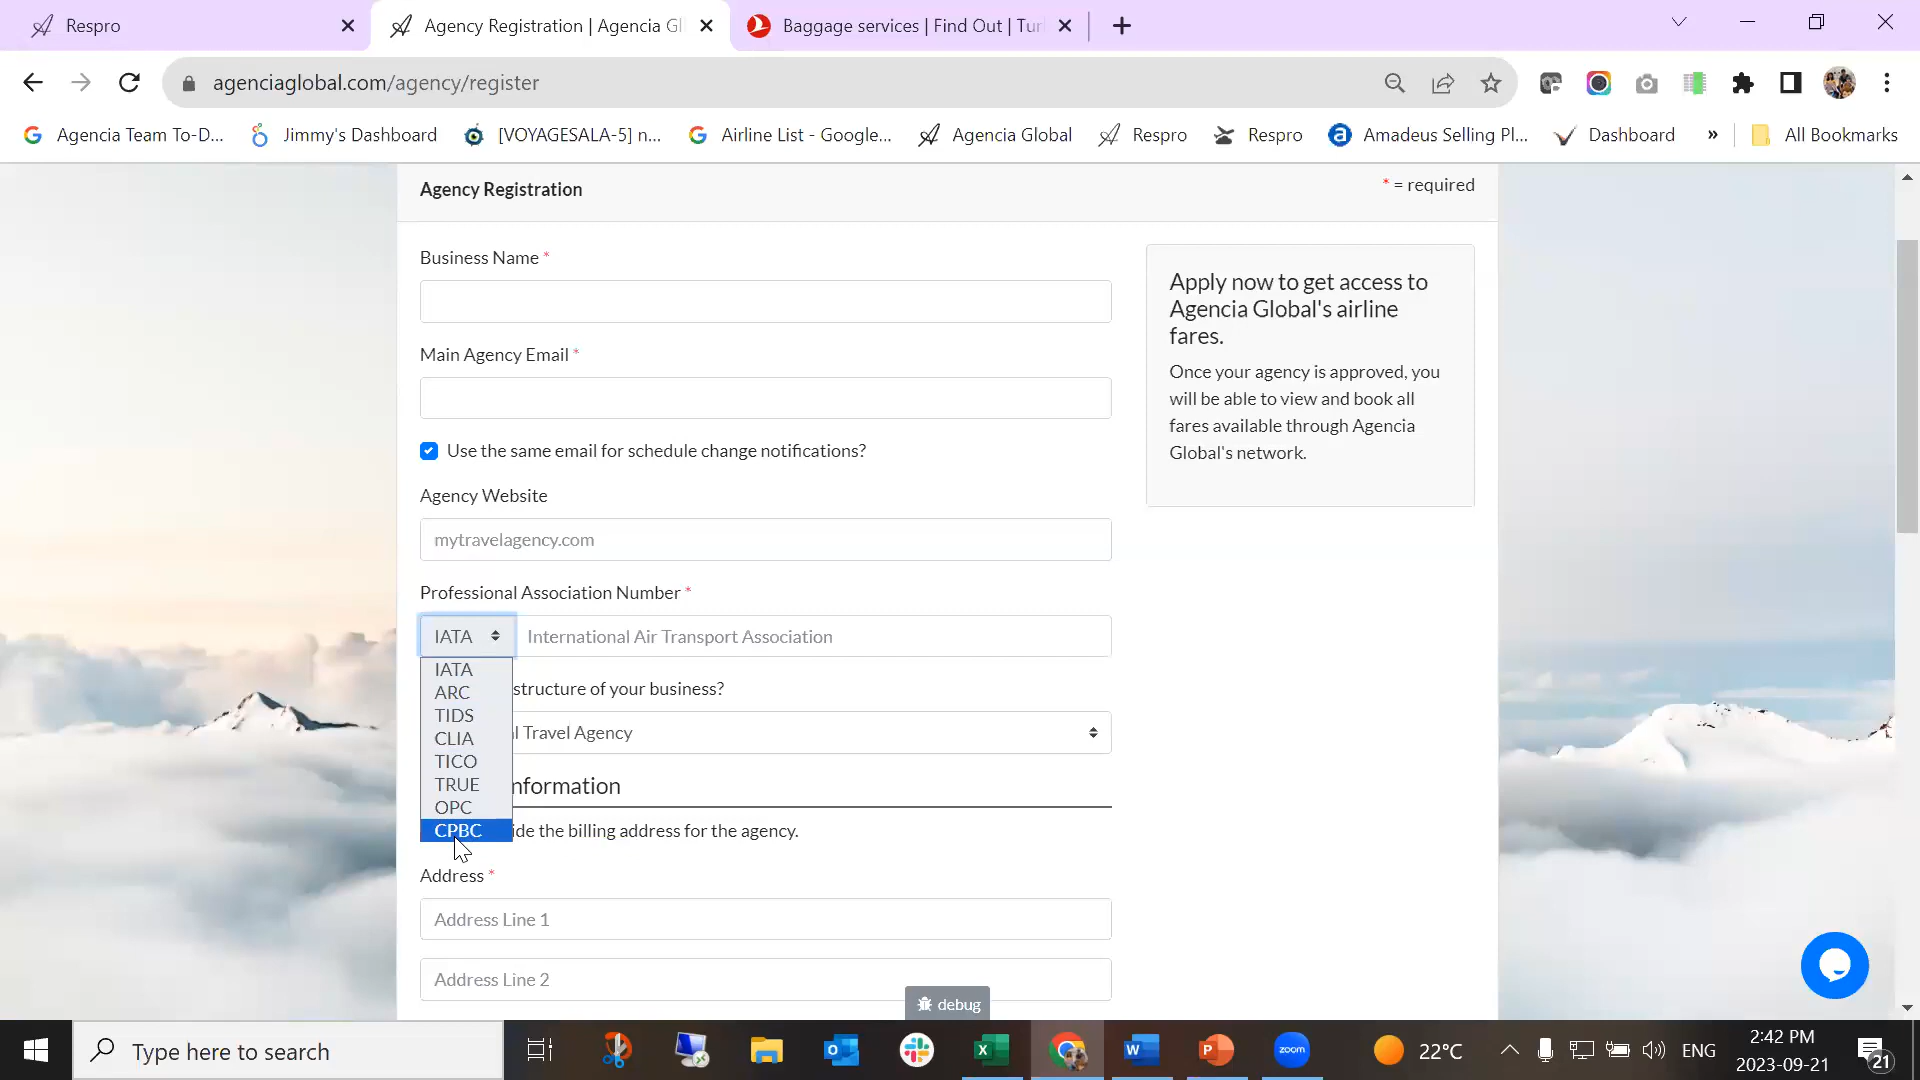 Respro
Agency Registration | Agencia Gl
Baggage services | Find Out | Tur
agenciaglobal.com/agency/register
Agencia Team To-D...
Jimmy's Dashboard
[VOYAGESALA-5] n...
Airline List - Google...
Agencia Global
Respro
Respro
Amadeus Selling Pl...
Dashboard
»
All Bookmarks
Agency Registration
* = required
Business Name *
Main Agency Email *
Use the same email for schedule change notifications?
Agency Website
mytravelagency.com
Professional Association Number *
IATA
International Air Transport Association
IATA
ARC
TIDS
CLIA
TICO
TRUE
OPC
CPBC
structure of your business?
l Travel Agency
nformation
ide the billing address for the agency.
Address *
Address Line 1
Address Line 2
Apply now to get access to
Agencia Global's airline
fares.
Once your agency is approved, you
will be able to view and book all
fares available through Agencia
Global's network.
debug
Type here to search
zoom
22°C
ENG
2:42 PM
2023-09-21
21